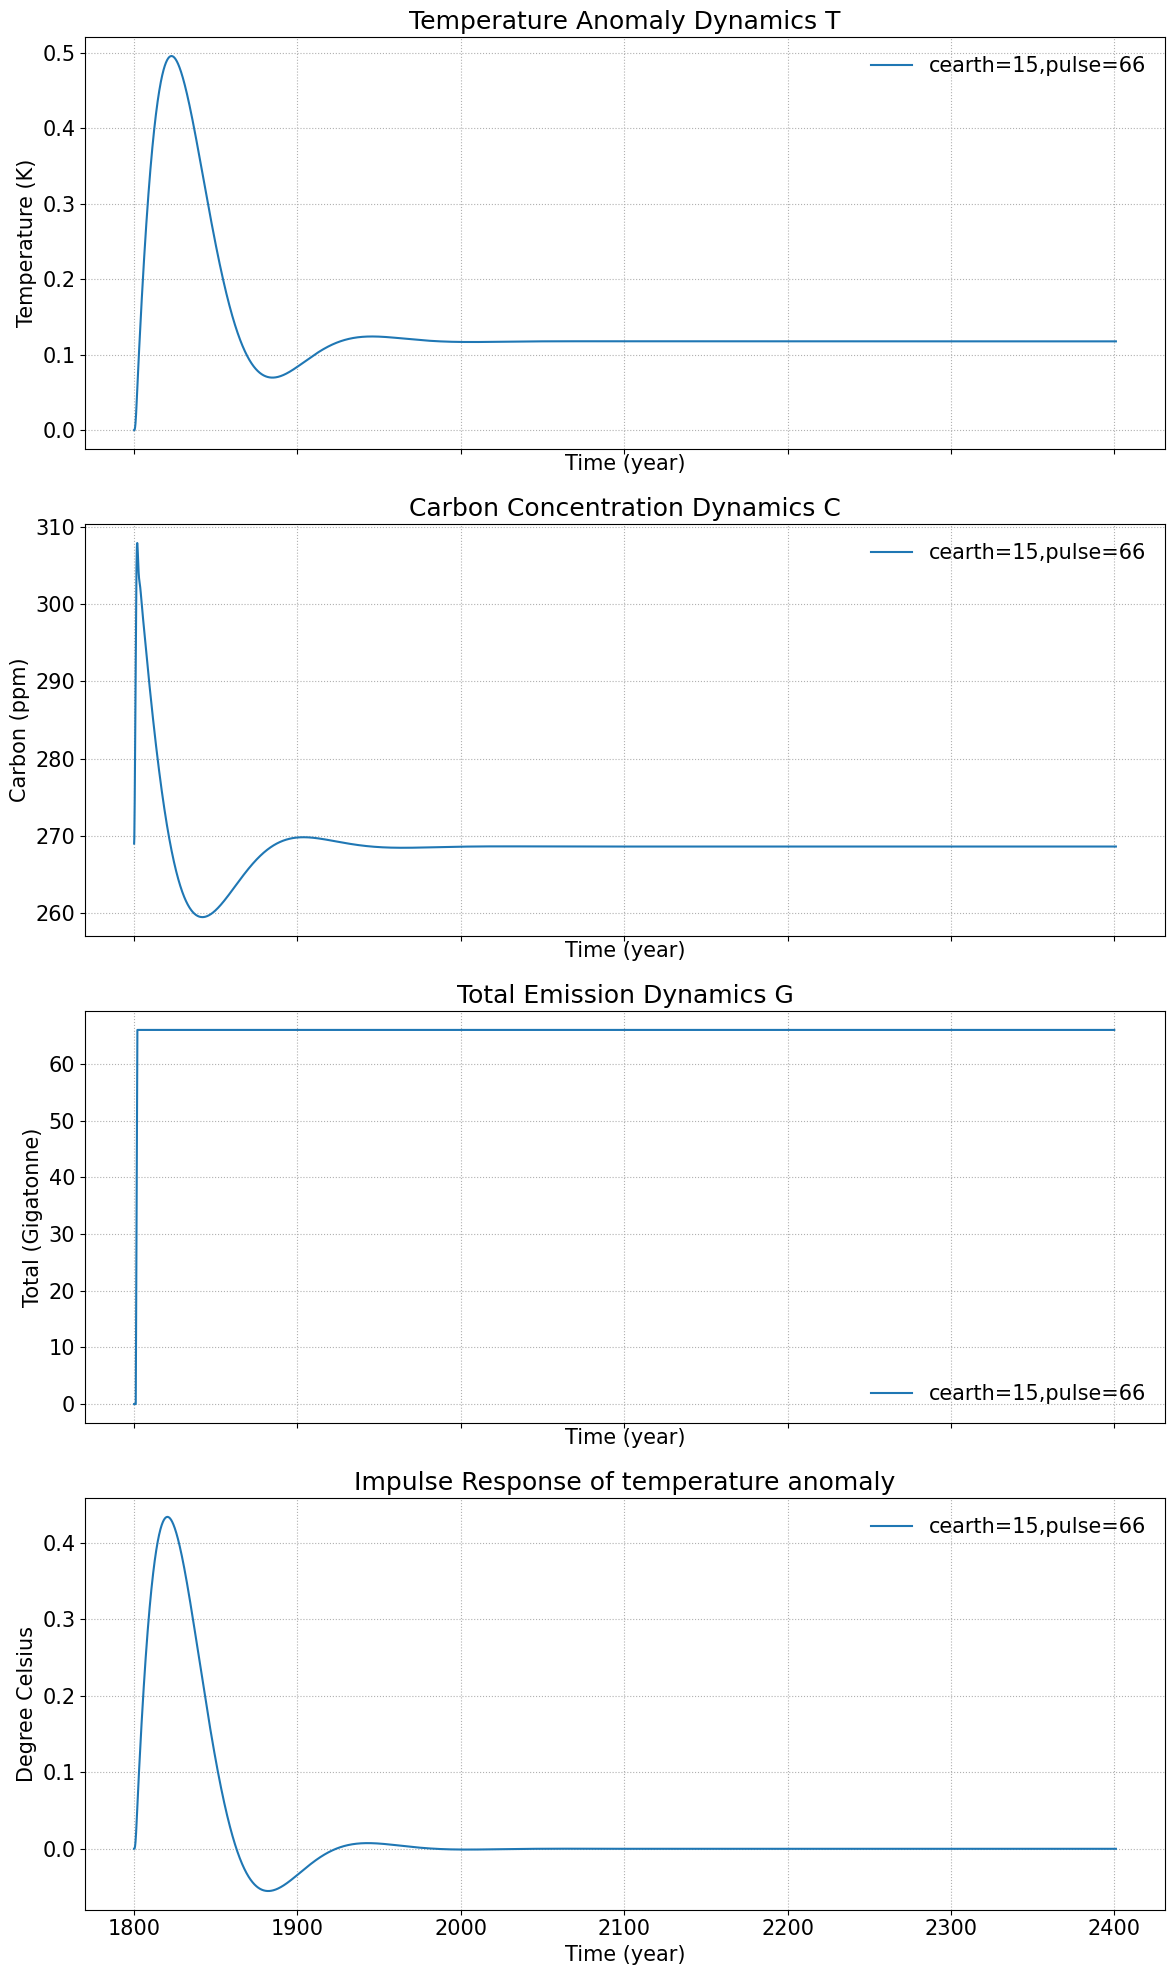 Temperature Anomaly Dynamics T
0.5
cearth=15,pulse=66
0.4
0.3
Temperature (K)
0.2
0.1
0.0
Time (year)
Carbon Concentration Dynamics C
310
cearth=15,pulse=66
300
290
Carbon (ppm)
280
270
260
Time (year)
Total Emission Dynamics G
60
50
40
Total (Gigatonne)
30
20
10
0
cearth=15,pulse=66
Time (year)
Impulse Response of temperature anomaly
cearth=15,pulse=66
0.4
0.3
Degree Celsius
0.2
0.1
0.0
1800 1900 2000 2100 2200 2300 2400
Time (year)